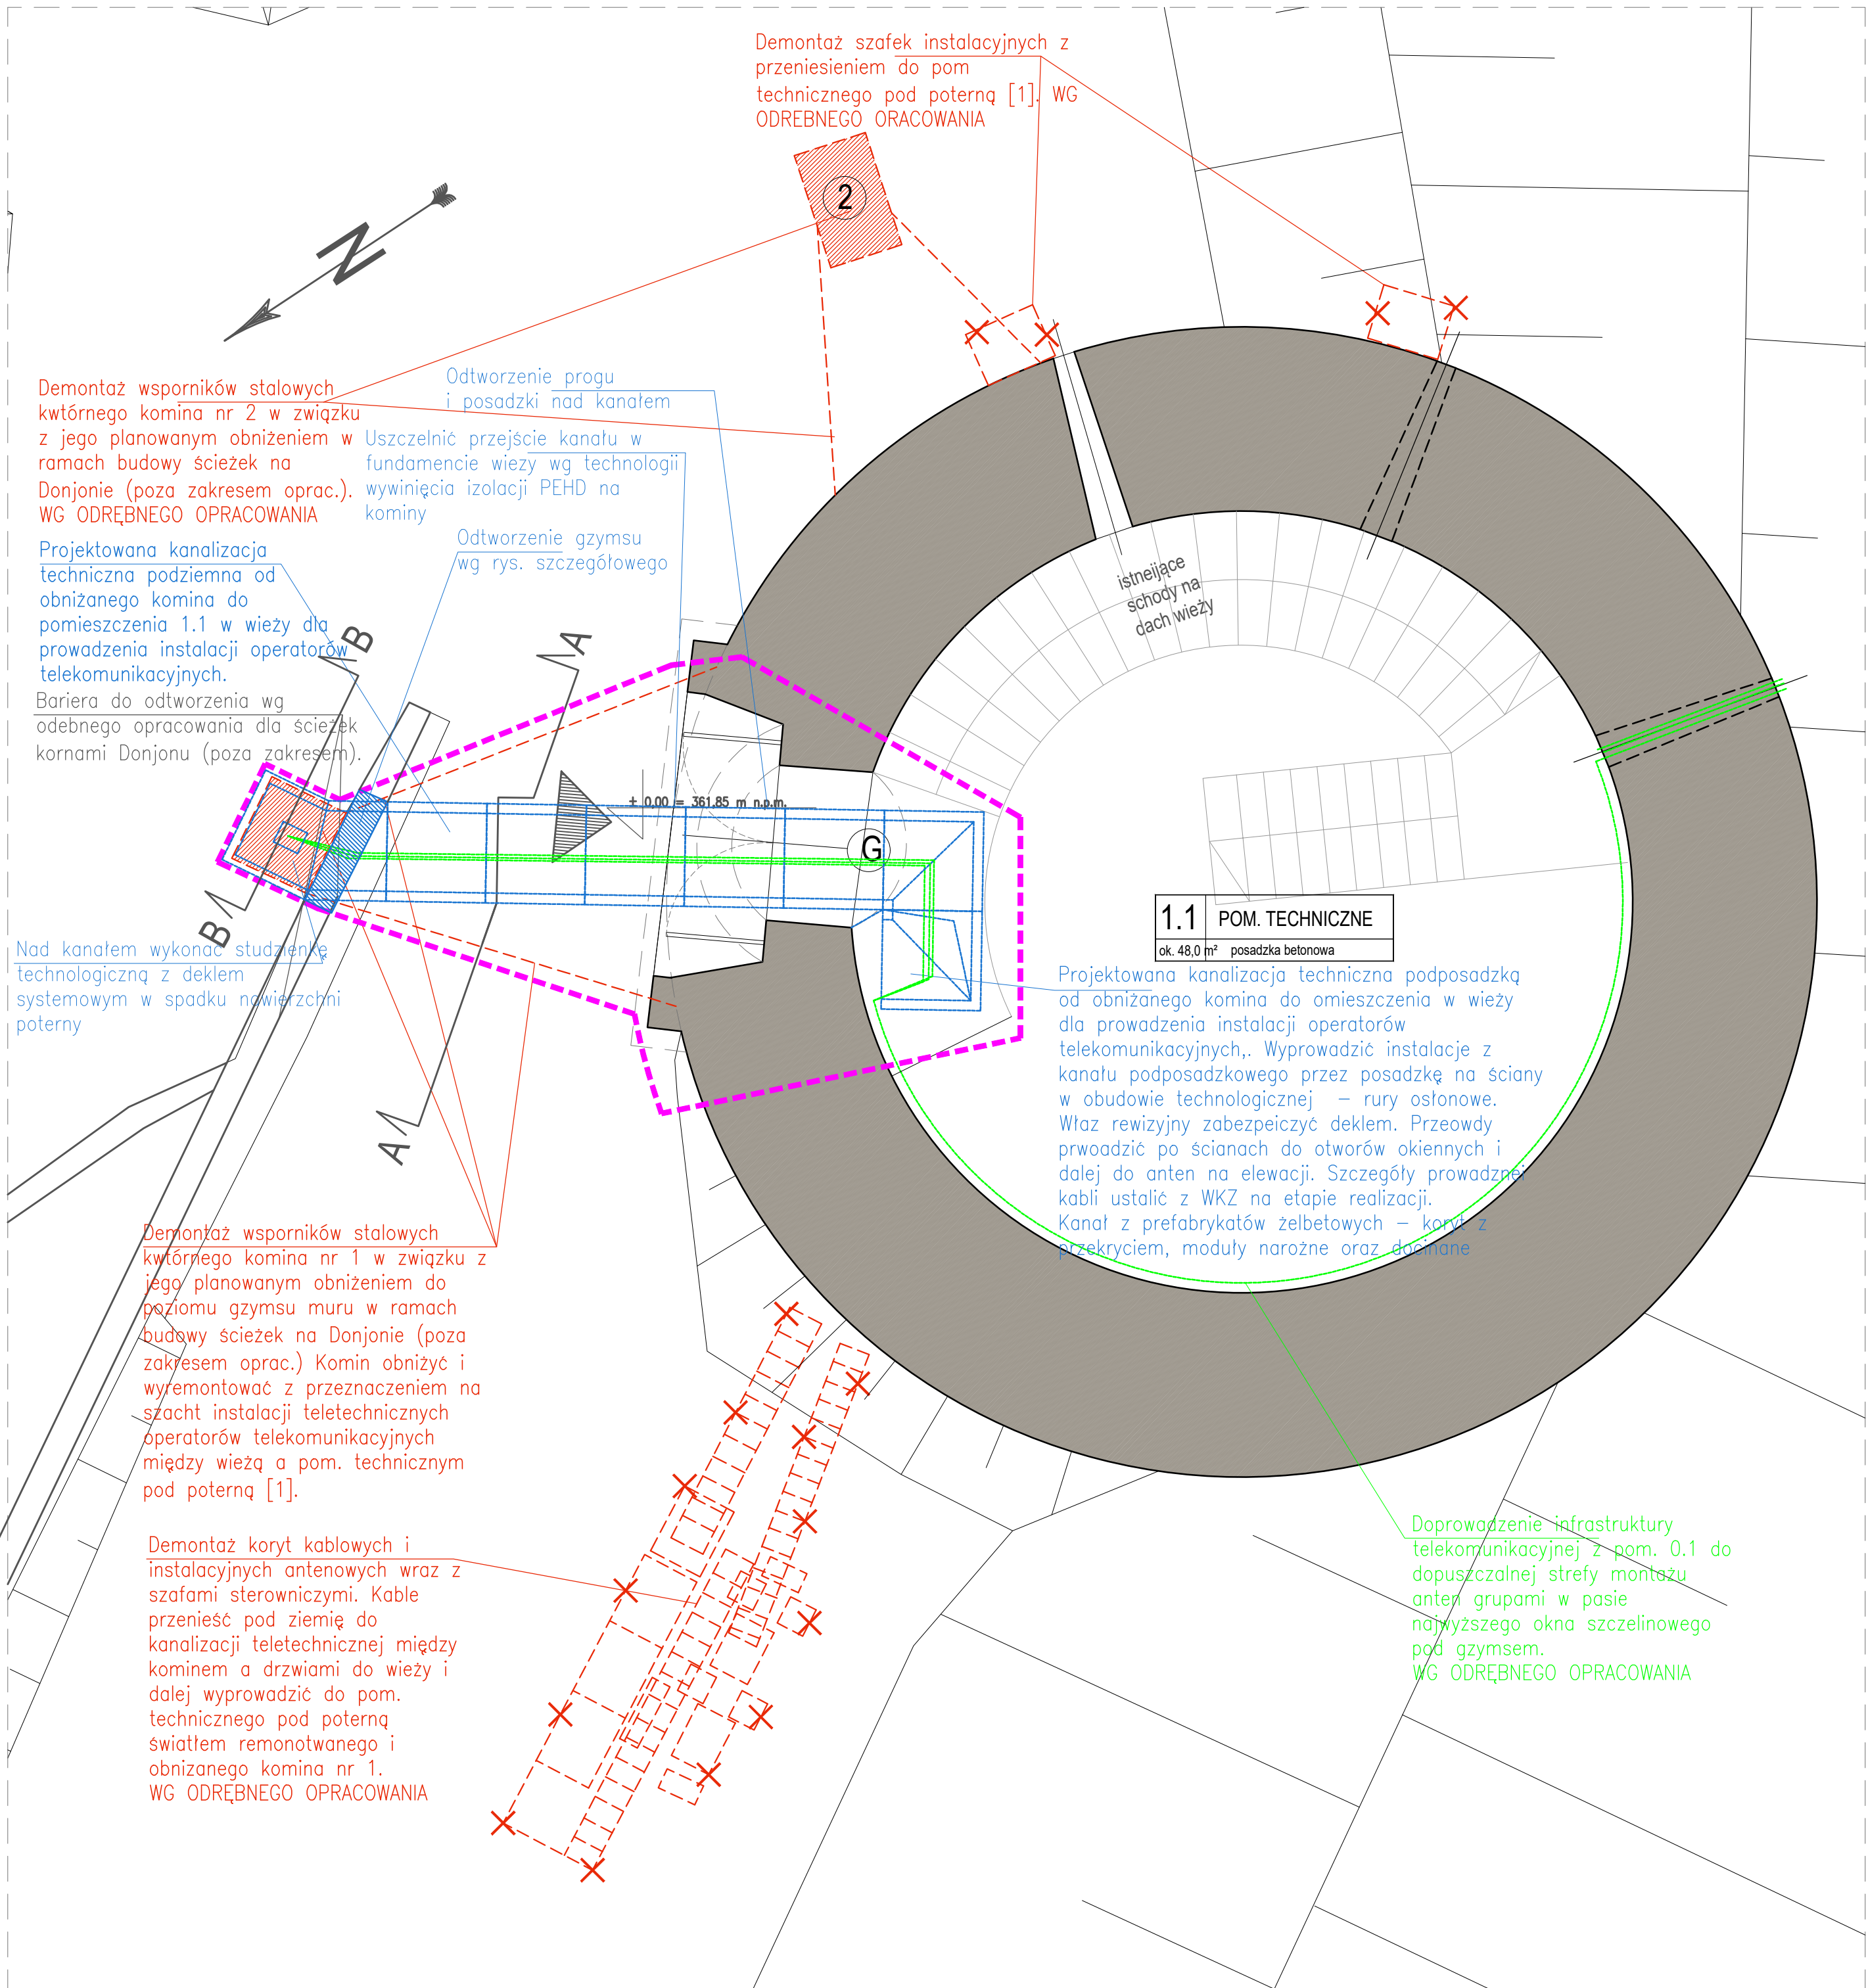 Demontaż szafek instalacyjnych z
przeniesieniem do pom
technicznego pod poterną [1]. WG
ODREBNEGO ORACOWANIA
2
N
Demontaż wsporników stalowych
kwtórnego komina nr 2 w związku
z jego planowanym obniżeniem w
ramach budowy ścieżek na
Donjonie (poza zakresem oprac.).
WG ODRĘBNEGO OPRACOWANIA
Odtworzenie progu
i posadzki nad kanałem
Uszczelnić przejście kanału w
fundamencie wiezy wg technologii
wywinięcia izolacji PEHD na
kominy
Odtworzenie gzymsu
wg rys. szczegółowego
Projektowana kanalizacja
techniczna podziemna od
obniżanego komina do
pomieszczenia 1.1 w wieży dla
prowadzenia instalacji operatorów
telekomunikacyjnych.
Bariera do odtworzenia wg
odebnego opracowania dla ścieżek
kornami Donjonu (poza zakresem).
B
A
istneijące
schody na
dach wieży
± 0,00 = 361,85 m n.p.m.
G
B
A
1.1 POM. TECHNICZNE
ok. 48,0 m² posadzka betonowa
Nad kanałem wykonać studzienkę
technologiczną z deklem
systemowym w spadku nawierzchni
poterny
Projektowana kanalizacja techniczna podposadzką
od obniżanego komina do omieszczenia w wieży
dla prowadzenia instalacji operatorów
telekomunikacyjnych,. Wyprowadzić instalacje z
kanału podposadzkowego przez posadzkę na ściany
w obudowie technologicznej – rury osłonowe.
Właz rewizyjny zabezpeiczyć deklem. Przeowdy
prwoadzić po ścianach do otworów okiennych i
dalej do anten na elewacji. Szczegóły prowadznei
kabli ustalić z WKZ na etapie realizacji.
Kanał z prefabrykatów żelbetowych – koryt z
przekryciem, moduły narożne oraz docinane
Demontaż wsporników stalowych
kwtórnego komina nr 1 w związku z
jego planowanym obniżeniem do
poziomu gzymsu muru w ramach
budowy ścieżek na Donjonie (poza
zakresem oprac.) Komin obniżyć i
wyremontować z przeznaczeniem na
szacht instalacji teletechnicznych
operatorów telekomunikacyjnych
między wieżą a pom. technicznym
pod poterną [1].
Demontaż koryt kablowych i
instalacyjnych antenowych wraz z
szafami sterowniczymi. Kable
przenieść pod ziemię do
kanalizacji teletechnicznej między
kominem a drzwiami do wieży i
dalej wyprowadzić do pom.
technicznego pod poterną
światłem remonotwanego i
obnizanego komina nr 1.
WG ODRĘBNEGO OPRACOWANIA
Doprowadzenie infrastruktury
telekomunikacyjnej z pom. 0.1 do
dopuszczalnej strefy montażu
anten grupami w pasie
najwyższego okna szczelinowego
pod gzymsem.
WG ODRĘBNEGO OPRACOWANIA